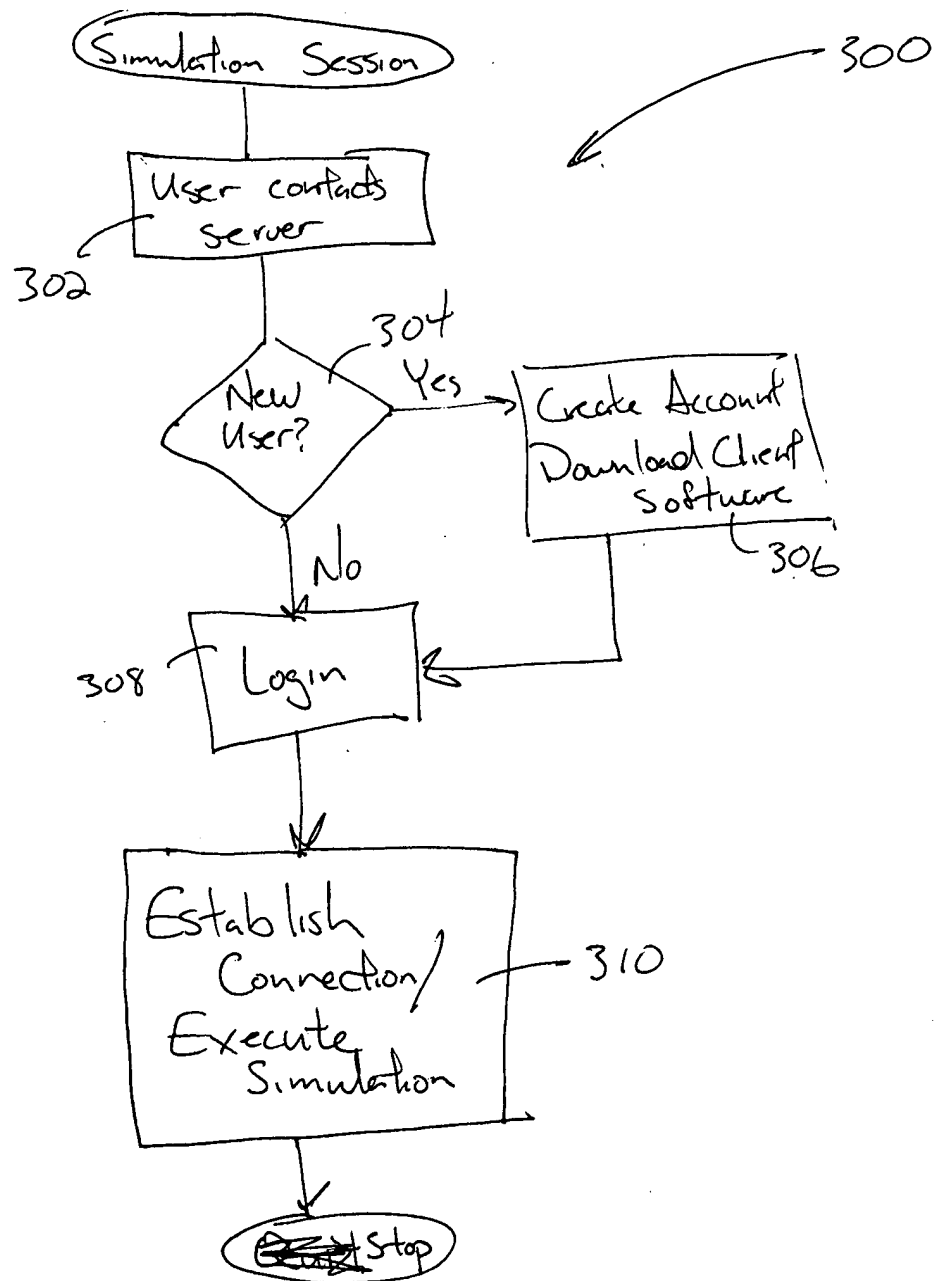 Simulation Session
300
User contacts
server
302
304
New
User?
Yes
Create Account
Download Client
Software
306
No
308
Login
Establish
Connection/
Execute
Simulation
310
Stop